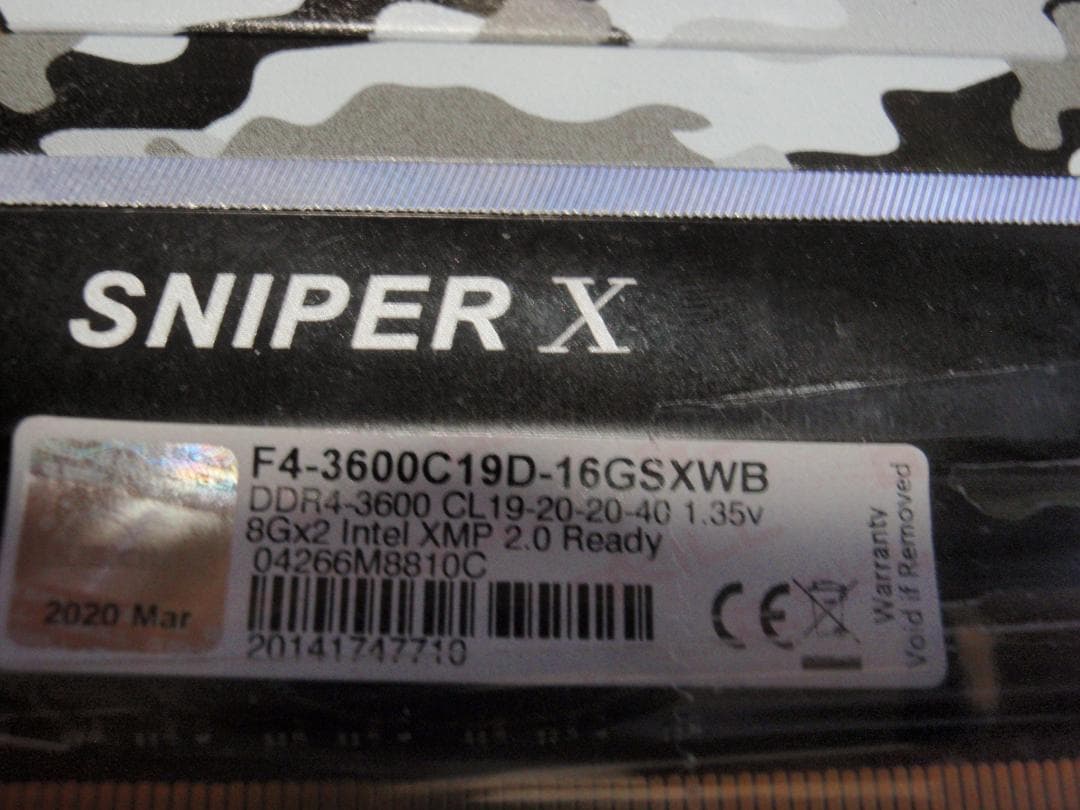 SNIPER X
F4-3600C19D-16GSXWB
DDR4-3600 CL19-20-20-40 1.35v
8Gx2 Intel XMP 2.0 Ready
04266M8810C
2020 Mar
20141747710
CE
Warranty
Void if Removed